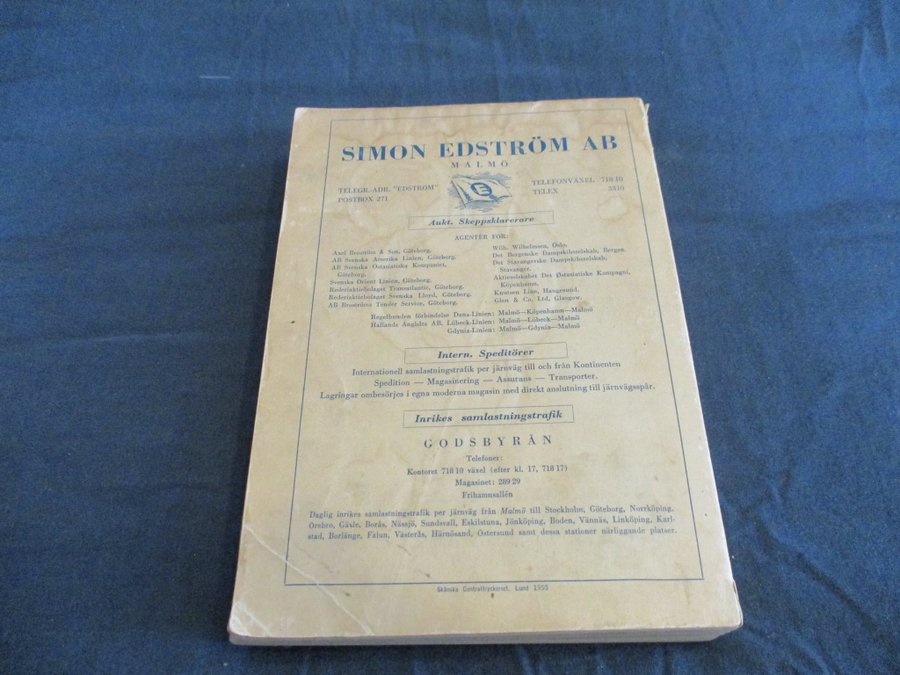 SIMON EDSTRÖM AB
MALMÖ
TELEGR.-ADR. "EDSTRÖM"
POSTBOX 271
E
TELEFONVÄXEL 718 10
TELEX 3310
Aukt. Skeppsklarerare
AGENTER FÖR:
Axel Broström & Son, Göteborg.
AB Svenska Amerika Linien, Göteborg.
AB Svenska Ostasiatiska Kompaniet,
Göteborg.
Svenska Orient Linien, Göteborg.
Rederiaktiebolaget Transatlantic, Göteborg.
Rederiaktiebolaget Svenska Lloyd, Göteborg.
AB Broströms Tender Service, Göteborg.
Wilh. Wilhelmsen, Oslo.
Det Bergenske Dampskibsselskab, Bergen.
Det Stavangerske Dampskibsselskab,
Stavanger.
Aktieselskabet Det Østasiatiske Kompagni,
Köpenhamn.
Knutsen Line, Haugesund.
Glen & Co. Ltd, Glasgow.
Regelbunden förbindelse Dana-Linien: Malmö—Köpenhamn—Malmö
Hallands Ångbåts AB, Lübeck-Linien: Malmö—Lübeck—Malmö
Gdynia-Linien: Malmö—Gdynia—Malmö
Intern. Speditörer
Internationell samlastningstrafik per järnväg till och från Kontinenten
Spedition — Magasinering — Assurans — Transporter.
Lagringar ombesörjes i egna moderna magasin med direkt anslutning till järnvägsspår.
Inrikes samlastningstrafik
GODSBYRÅN
Telefoner:
Kontoret 718 10 växel (efter kl. 17, 718 17)
Magasinet: 289 29
Frihamnsallén
Daglig inrikes samlastningstrafik per järnväg från Malmö till Stockholm, Göteborg, Norrköping,
Örebro, Gävle, Borås, Nässjö, Sundsvall, Eskilstuna, Jönköping, Boden, Vännäs, Linköping, Karl-
stad, Borlänge, Falun, Västerås, Härnösand, Östersund samt dessa stationer närliggande platser.
Skånska Centraltryckeriet, Lund 1955